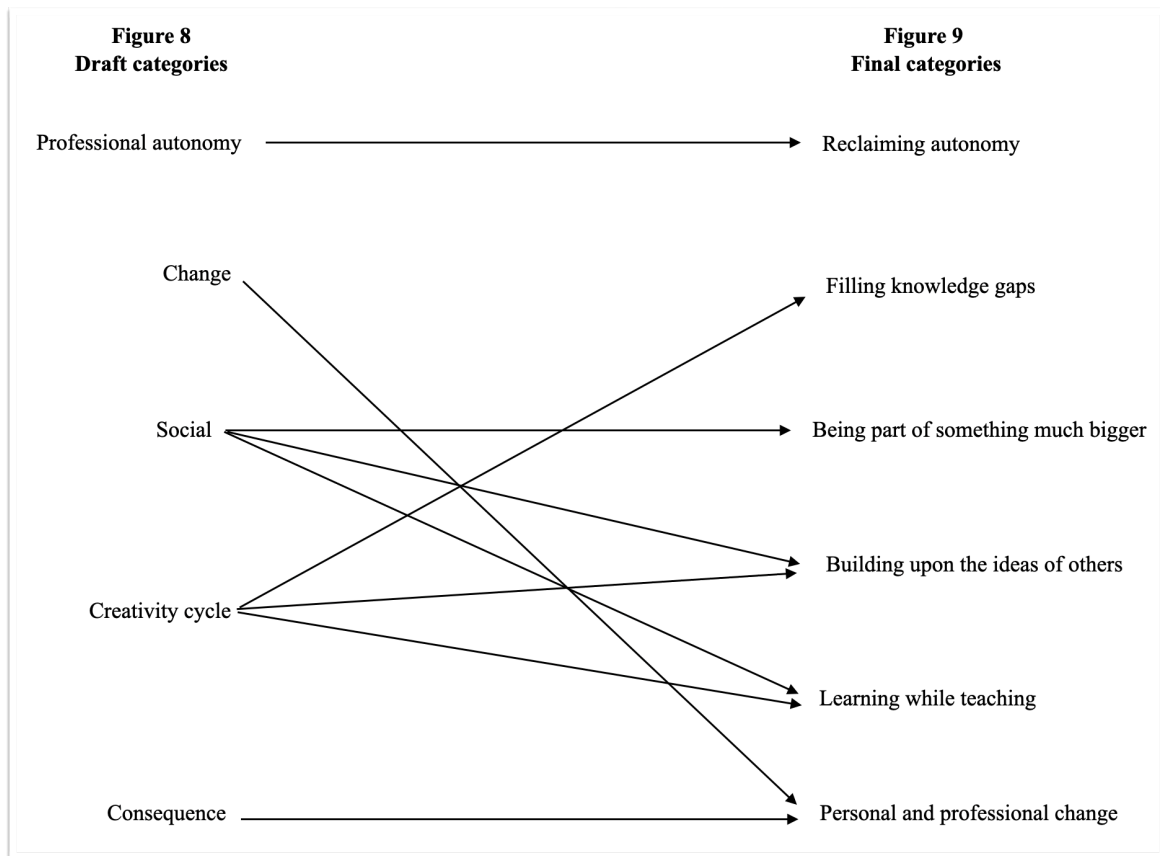 Figure 8
Draft categories
Figure 9
Final categories
Professional autonomy
Reclaiming autonomy
Change
Filling knowledge gaps
Social
Being part of something much bigger
Building upon the ideas of others
Creativity cycle
Learning while teaching
Consequence
Personal and professional change